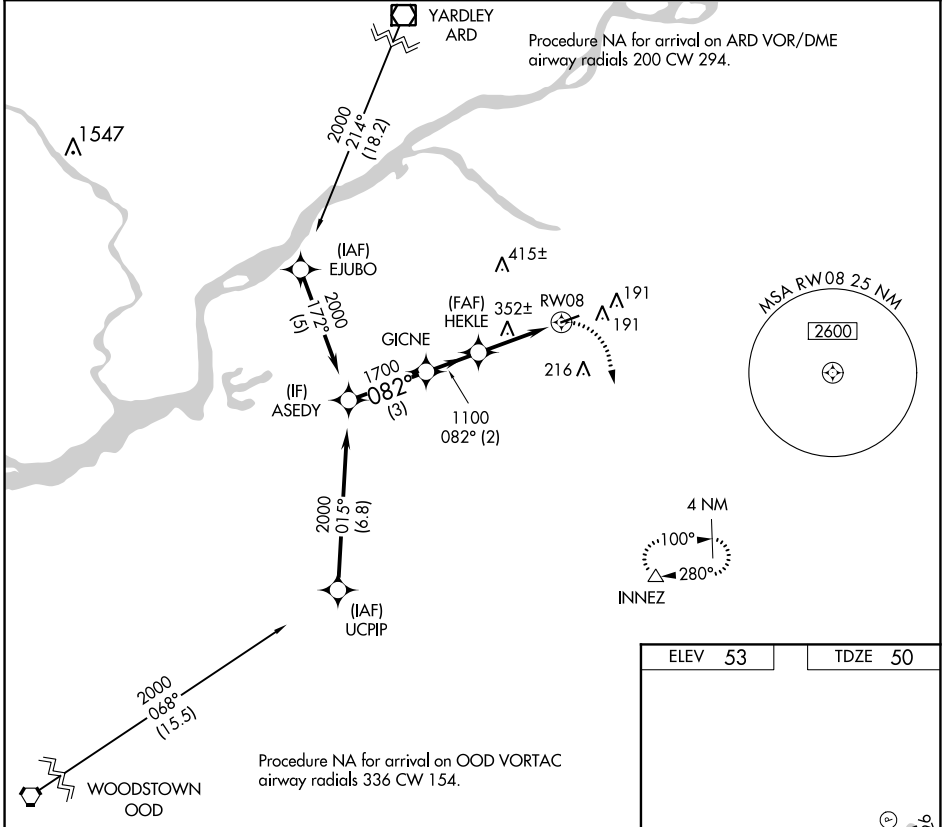 YARDLEY
ARD
Procedure NA for arrival on ARD VOR/DME
airway radials 200 CW 294.
1547
2000
214°
(18.2)
(IAF)
EJUBO
2000
172°
(5)
415±
(FAF)
HEKLE
352±
RW08
191
191
216
GICNE
1700
082°
(3)
(IF)
ASEDY
1100
082° (2)
MSA RW08 25 NM
2600
2000
015°
(6.8)
4 NM
100°
280°
INNEZ
(IAF)
UCPIP
2000
068°
(15.5)
WOODSTOWN
OOD
Procedure NA for arrival on OOD VORTAC
airway radials 336 CW 154.
ELEV 53
TDZE 50
P